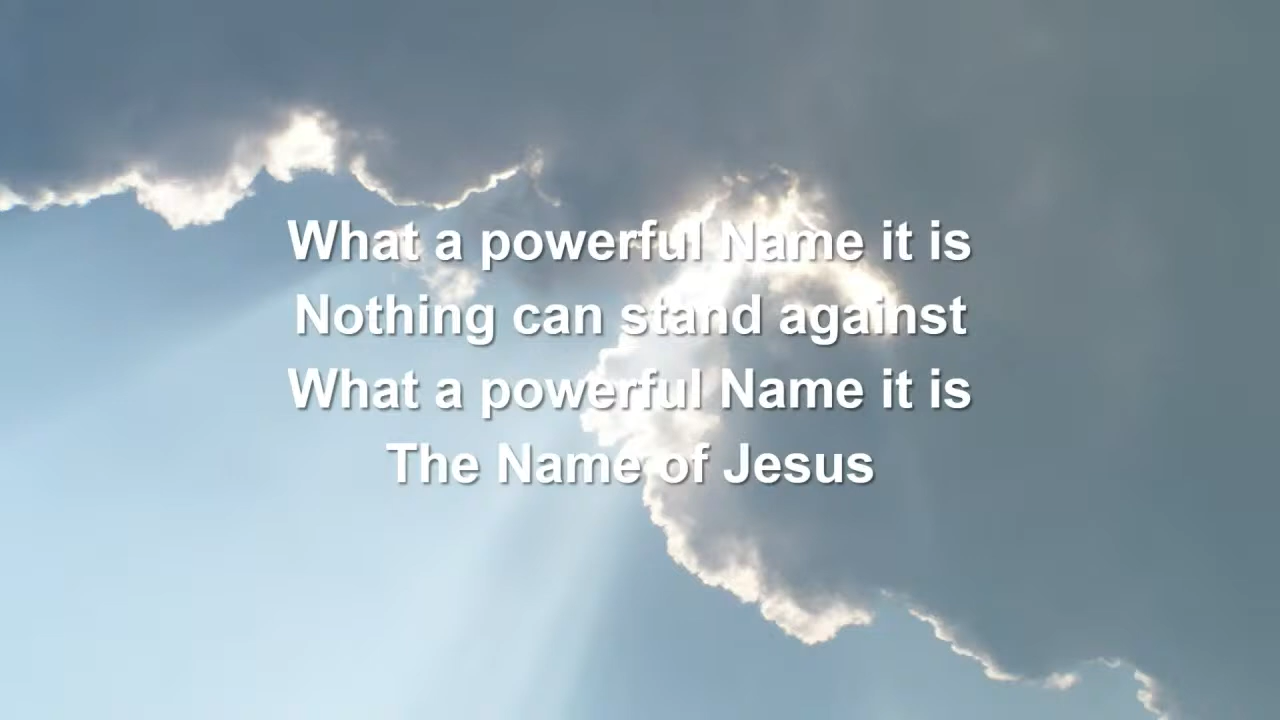 What a powerful Name it is
Nothing can stand against
What a powerful Name it is
The Name of Jesus